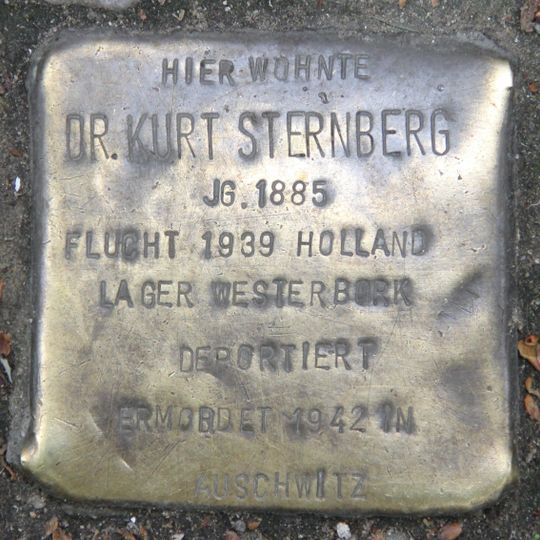 HIER WOHNTE
DR. KURT STERNBERG
JG. 1885
FLUCHT 1939 HOLLAND
LAGER WESTERBORK
DEPORTIERT
ERMORDET 1942 IN
AUSCHWITZ